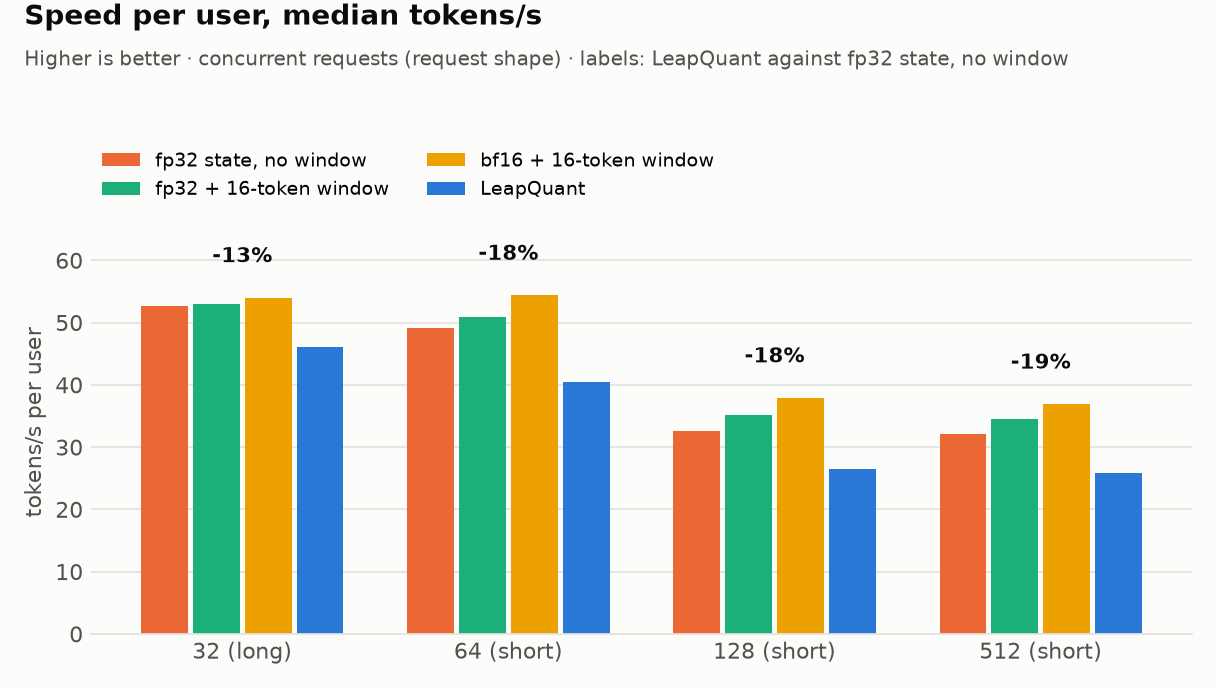 Speed per user, median tokens/s
Higher is better · concurrent requests (request shape) · labels: LeapQuant against fp32 state, no window
fp32 state, no window
bf16 + 16-token window
fp32 + 16-token window
LeapQuant
-13%
-18%
-18%
-19%
tokens/s per user
60
50
40
30
20
10
0
32 (long)
64 (short)
128 (short)
512 (short)